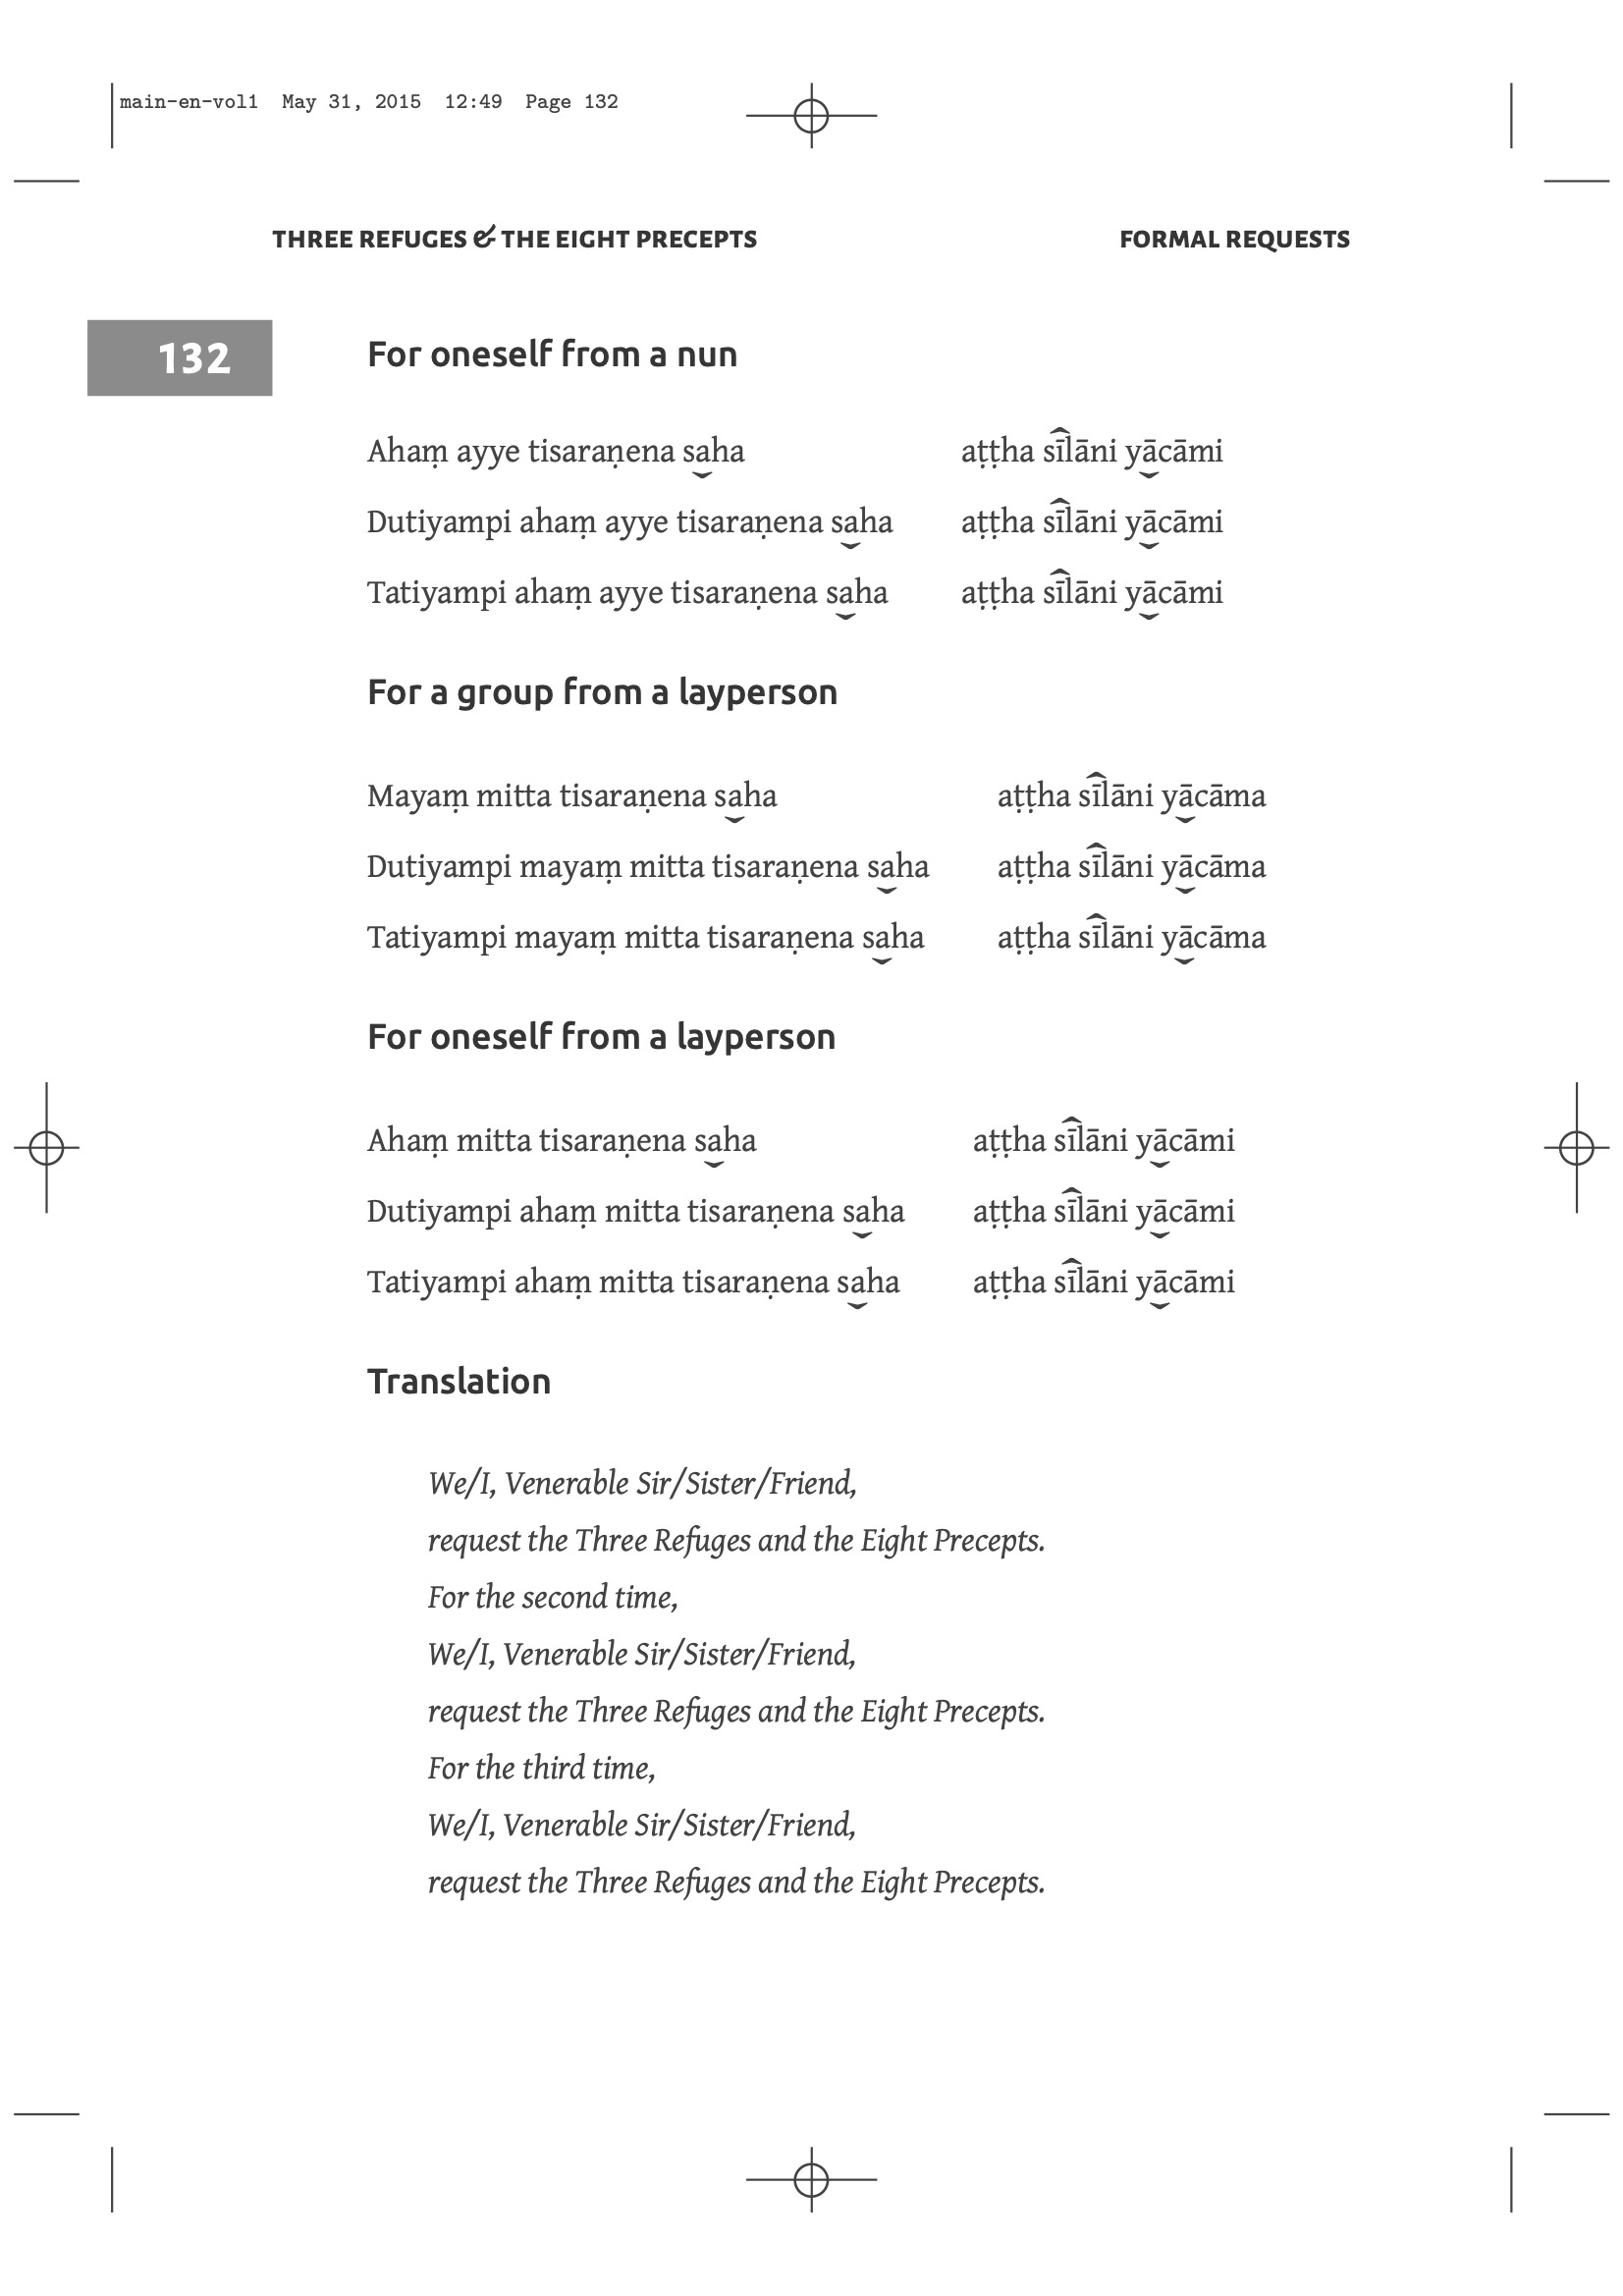 main-en-vol1 May 31, 2015 12:49 Page 132
THREE REFUGES & THE EIGHT PRECEPTS FORMAL REQUESTS
132
For oneself from a nun
Ahaṃ ayye tisaraṇena saha aṭṭha sīlāni yācāmi
Dutiyampi ahaṃ ayye tisaraṇena saha aṭṭha sīlāni yācāmi
Tatiyampi ahaṃ ayye tisaraṇena saha aṭṭha sīlāni yācāmi
For a group from a layperson
Mayaṃ mitta tisaraṇena saha aṭṭha sīlāni yācāma
Dutiyampi mayaṃ mitta tisaraṇena saha aṭṭha sīlāni yācāma
Tatiyampi mayaṃ mitta tisaraṇena saha aṭṭha sīlāni yācāma
For oneself from a layperson
Ahaṃ mitta tisaraṇena saha aṭṭha sīlāni yācāmi
Dutiyampi ahaṃ mitta tisaraṇena saha aṭṭha sīlāni yācāmi
Tatiyampi ahaṃ mitta tisaraṇena saha aṭṭha sīlāni yācāmi
Translation
We/I, Venerable Sir/Sister/Friend,
request the Three Refuges and the Eight Precepts.
For the second time,
We/I, Venerable Sir/Sister/Friend,
request the Three Refuges and the Eight Precepts.
For the third time,
We/I, Venerable Sir/Sister/Friend,
request the Three Refuges and the Eight Precepts.